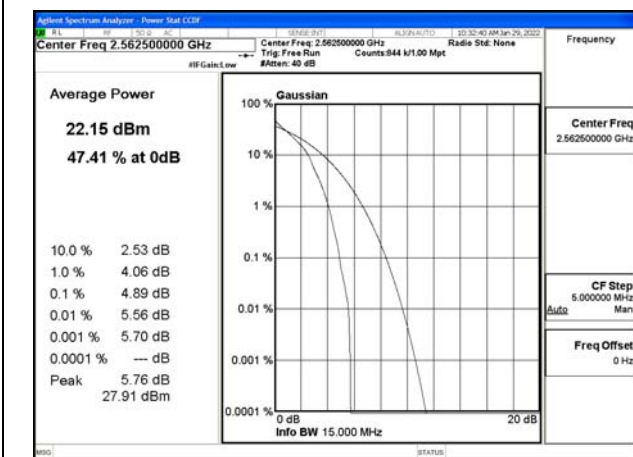 Agilent Spectrum Analyzer - Power Stat CCDF
RL RF 50 Ω AC SENSE:INT ALIGN AUTO 10:32:40 AM Jan 29, 2022
Center Freq 2.562500000 GHz
Center Freq: 2.562500000 GHz Radio Std: None
Trig: Free Run Counts:844 k/1.00 Mpt
#IFGain:Low #Atten: 40 dB
Frequency
Average Power
22.15 dBm
47.41 % at 0dB
10.0 % 2.53 dB
1.0 % 4.06 dB
0.1 % 4.89 dB
0.01 % 5.56 dB
0.001 % 5.70 dB
0.0001 % --- dB
Peak 5.76 dB
27.91 dBm
Gaussian
100 %
10 %
1 %
0.1 %
0.01 %
0.001 %
0.0001 %
0 dB 20 dB
Info BW 15.000 MHz
Center Freq
2.562500000 GHz
CF Step
5.000000 MHz
Auto Man
Freq Offset
0 Hz
MSG STATUS